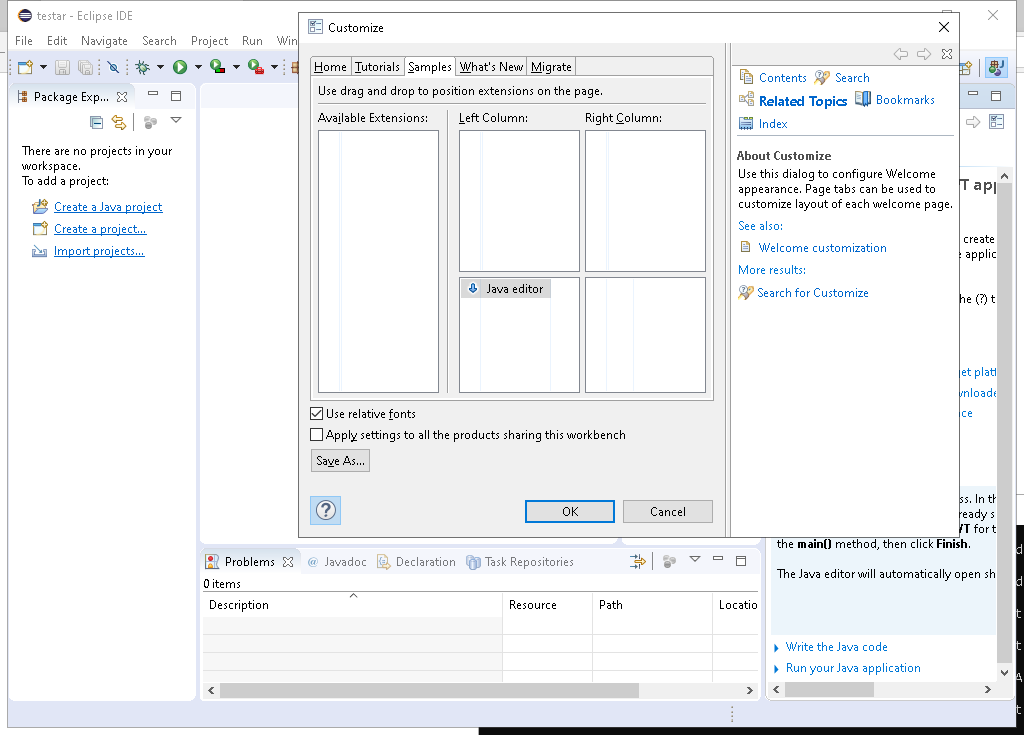 testar - Eclipse IDE
File Edit Navigate Search Project Run Win
Package Exp...
There are no projects in your
workspace.
To add a project:
Create a Java project
Create a project...
Import projects...
Customize
Home Tutorials Samples What's New Migrate
Use drag and drop to position extensions on the page.
Available Extensions: Left Column: Right Column:
Java editor
Use relative fonts
Apply settings to all the products sharing this workbench
Save As...
OK Cancel
Contents Search
Related Topics Bookmarks
Index
About Customize
Use this dialog to configure Welcome
appearance. Page tabs can be used to
customize layout of each welcome page.
See also:
Welcome customization
More results:
Search for Customize
T app
create
e applic
he (?) t
et platf
wnloade
ce
ss. In th
ready s
/T for t
the main() method, then click Finish.
The Java editor will automatically open sh
Write the Java code
Run your Java application
Problems @ Javadoc Declaration Task Repositories
0 items
Description Resource Path Locatio